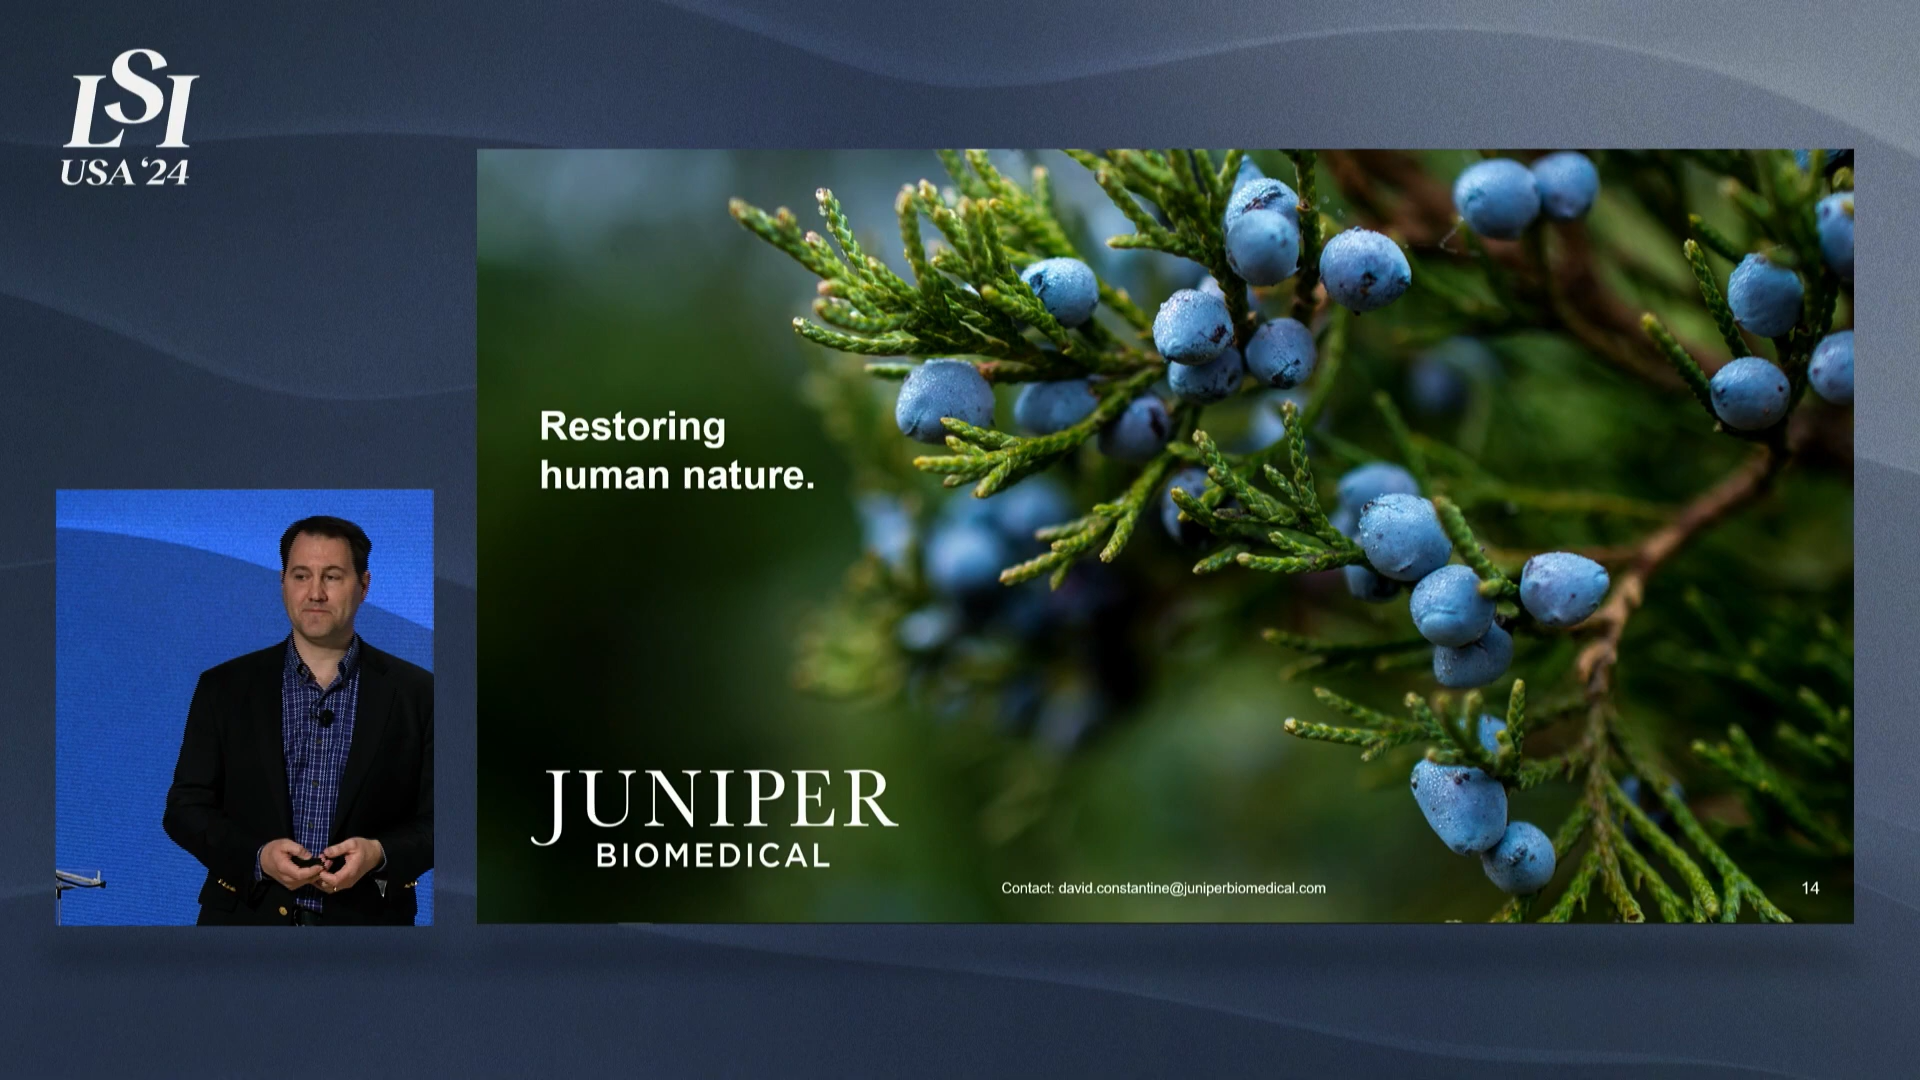 LSI
USA '24
Restoring
human nature.
JUNIPER
BIOMEDICAL
Contact: david.constantine@juniperbiomedical.com
14